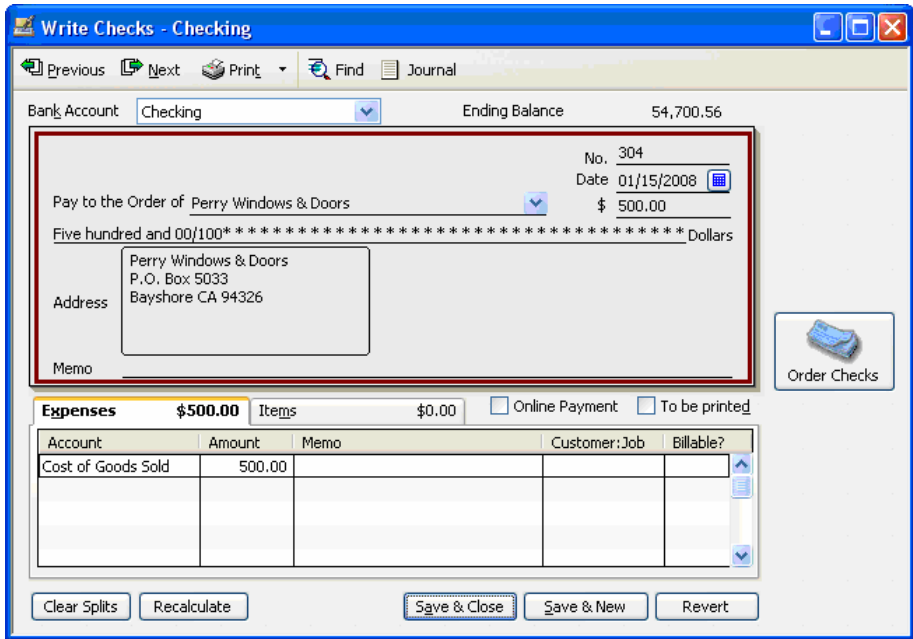 Write Checks - Checking
Previous Next Print Find Journal
Bank Account Checking Ending Balance 54,700.56
No. 304
Date 01/15/2008
Pay to the Order of Perry Windows & Doors $ 500.00
Five hundred and 00/100* * * * * * * * * * * * * * * * * * * * * * * * * * * * * * * * * * * * * * * * Dollars
Perry Windows & Doors
P.O. Box 5033
Address Bayshore CA 94326
Memo
Order Checks
Expenses $500.00 Items $0.00 Online Payment To be printed
Account Amount Memo Customer:Job Billable?
Cost of Goods Sold 500.00
Clear Splits Recalculate Save & Close Save & New Revert